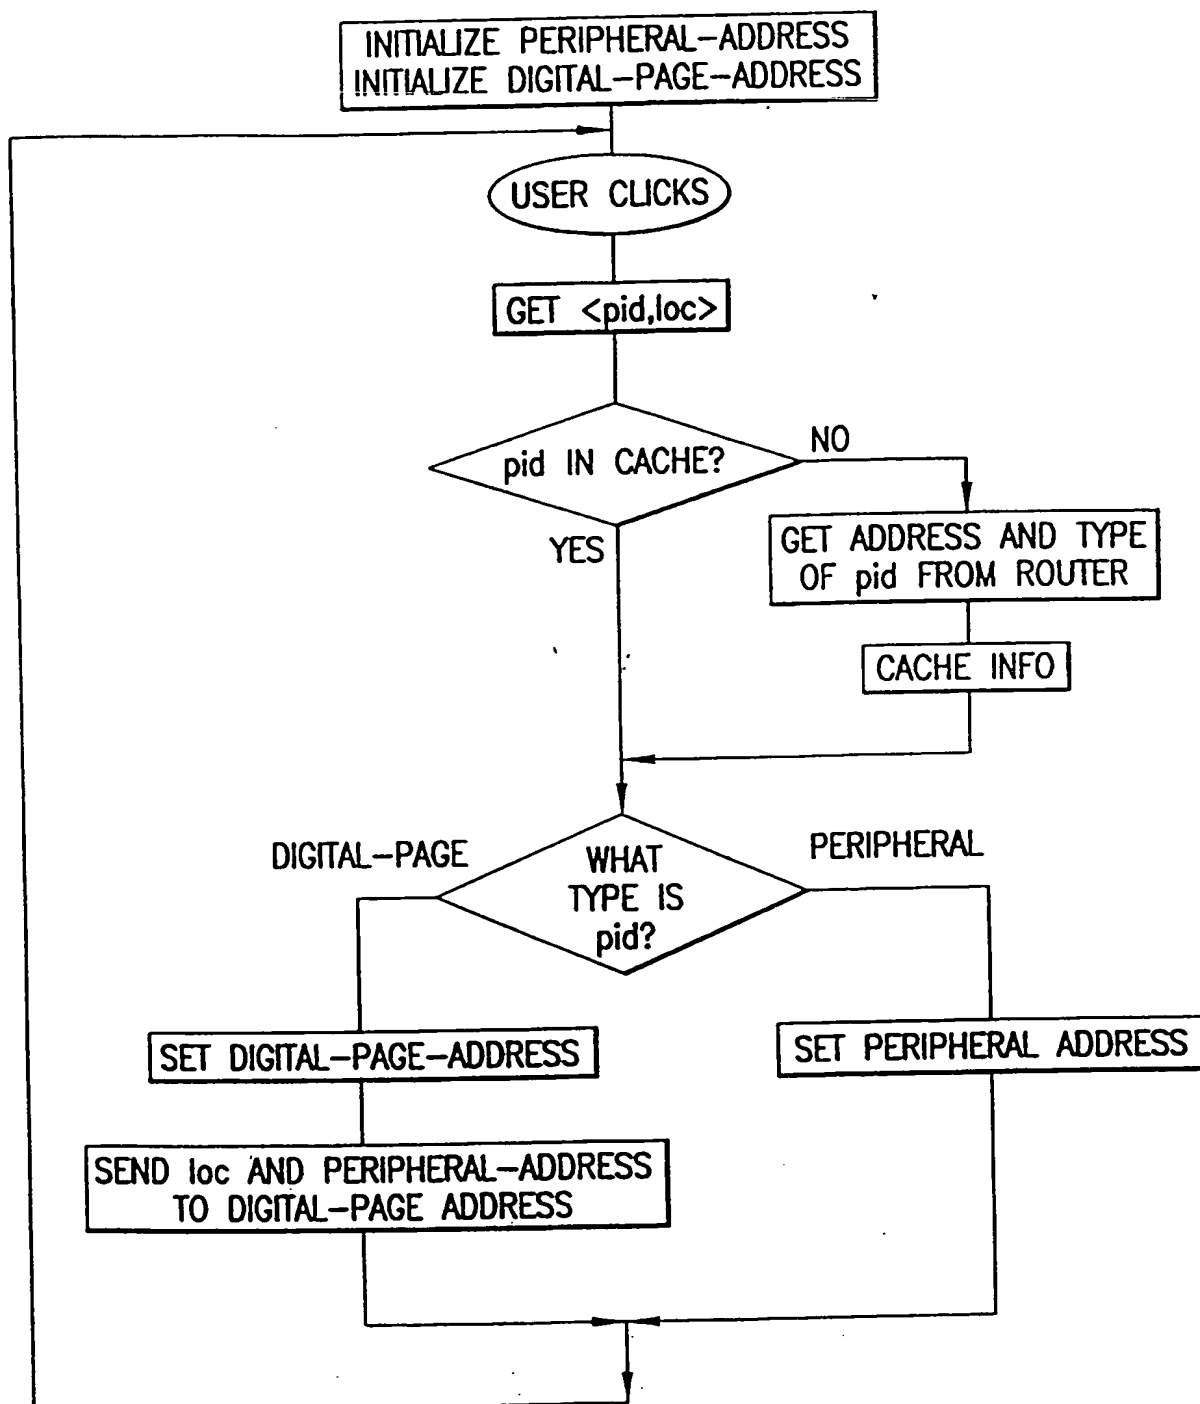 INITIALIZE PERIPHERAL-ADDRESS
INITIALIZE DIGITAL-PAGE-ADDRESS
USER CLICKS
GET <pid,loc>
pid IN CACHE?
NO
YES
GET ADDRESS AND TYPE
OF pid FROM ROUTER
CACHE INFO
DIGITAL-PAGE
PERIPHERAL
WHAT
TYPE IS
pid?
SET DIGITAL-PAGE-ADDRESS
SET PERIPHERAL ADDRESS
SEND loc AND PERIPHERAL-ADDRESS
TO DIGITAL-PAGE ADDRESS